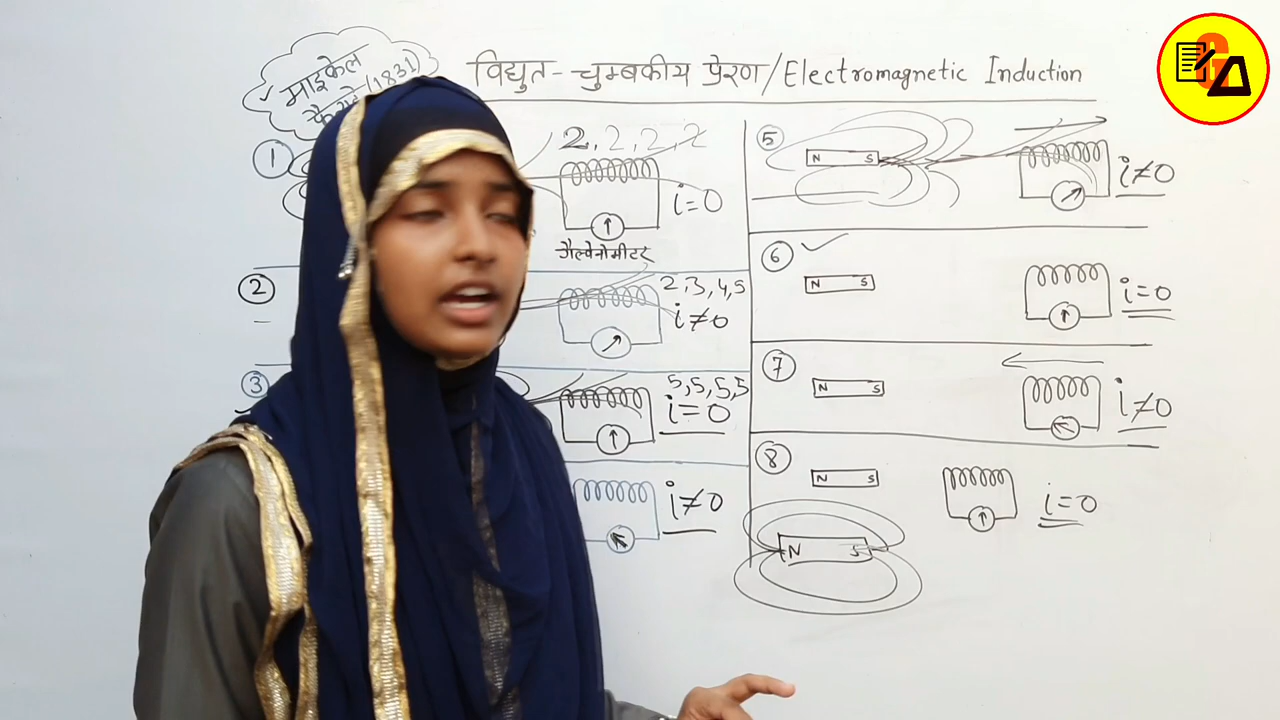 माइकल
(1831)
विद्युत-चुम्बकीय प्रेरण/Electromagnetic Induction
①
2, 2, 2, 2
i=0
गैल्वेनोमीटर
②
2,3,4,5
i≠0
③
5,5,5,5
i=0
i≠0
⑤
N S
i≠0
⑥ ✓
N S
i=0
⑦
N S
i≠0
⑧
N S
i=0
N S